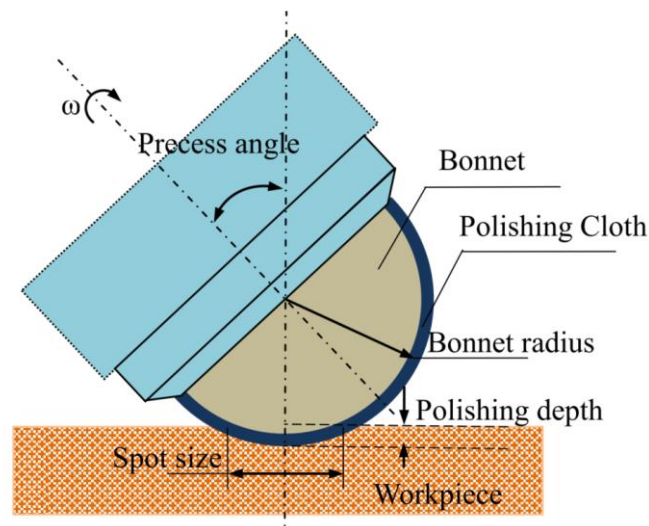 ω
Precess angle
Bonnet
Polishing Cloth
Bonnet radius
Polishing depth
Spot size
Workpiece